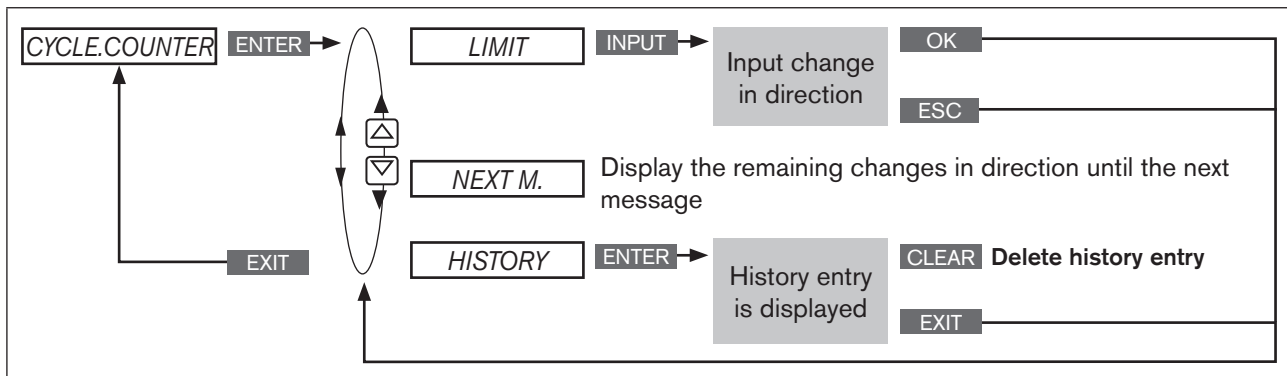 CYCLE.COUNTER ENTER LIMIT INPUT Input change OK
in direction
ESC
NEXT M. Display the remaining changes in direction until the next
message
EXIT HISTORY ENTER History entry CLEAR Delete history entry
is displayed EXIT